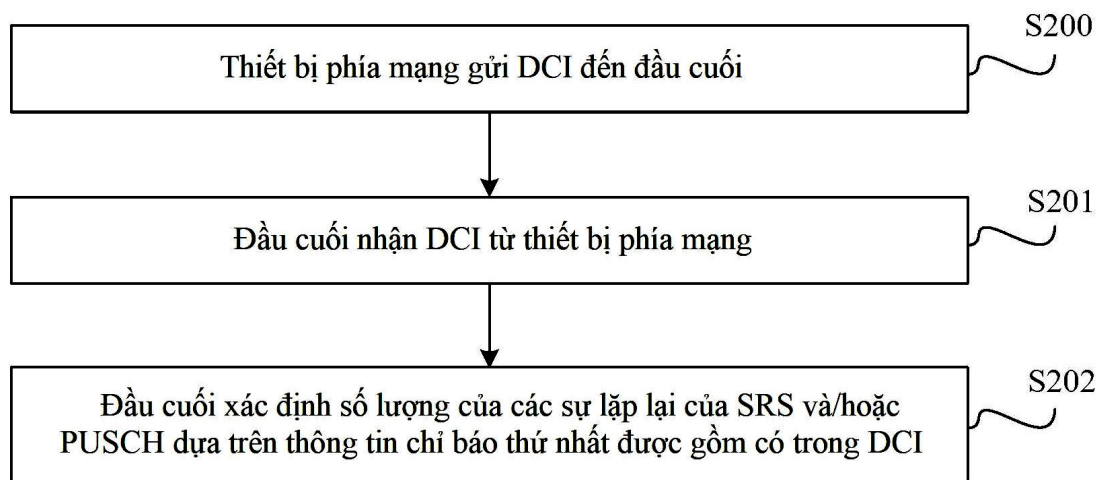 S200
Thiết bị phía mạng gửi DCI đến đầu cuối
S201
Đầu cuối nhận DCI từ thiết bị phía mạng
S202
Đầu cuối xác định số lượng của các sự lặp lại của SRS và/hoặc
PUSCH dựa trên thông tin chỉ báo thứ nhất được gồm có trong DCI